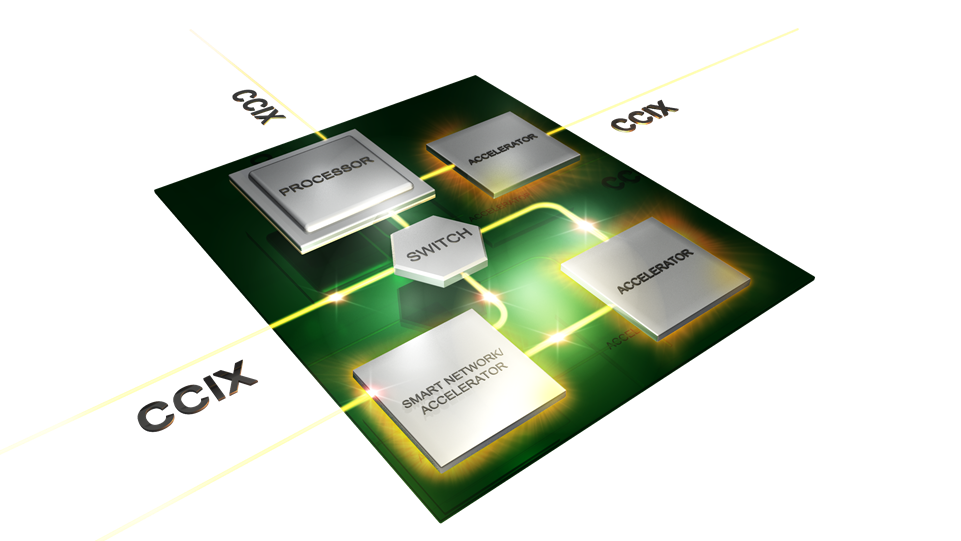 CCIX
CCIX
PROCESSOR
ACCELERATOR
SWITCH
ACCELERATOR
SMART NETWORK/
ACCELERATOR
CCIX